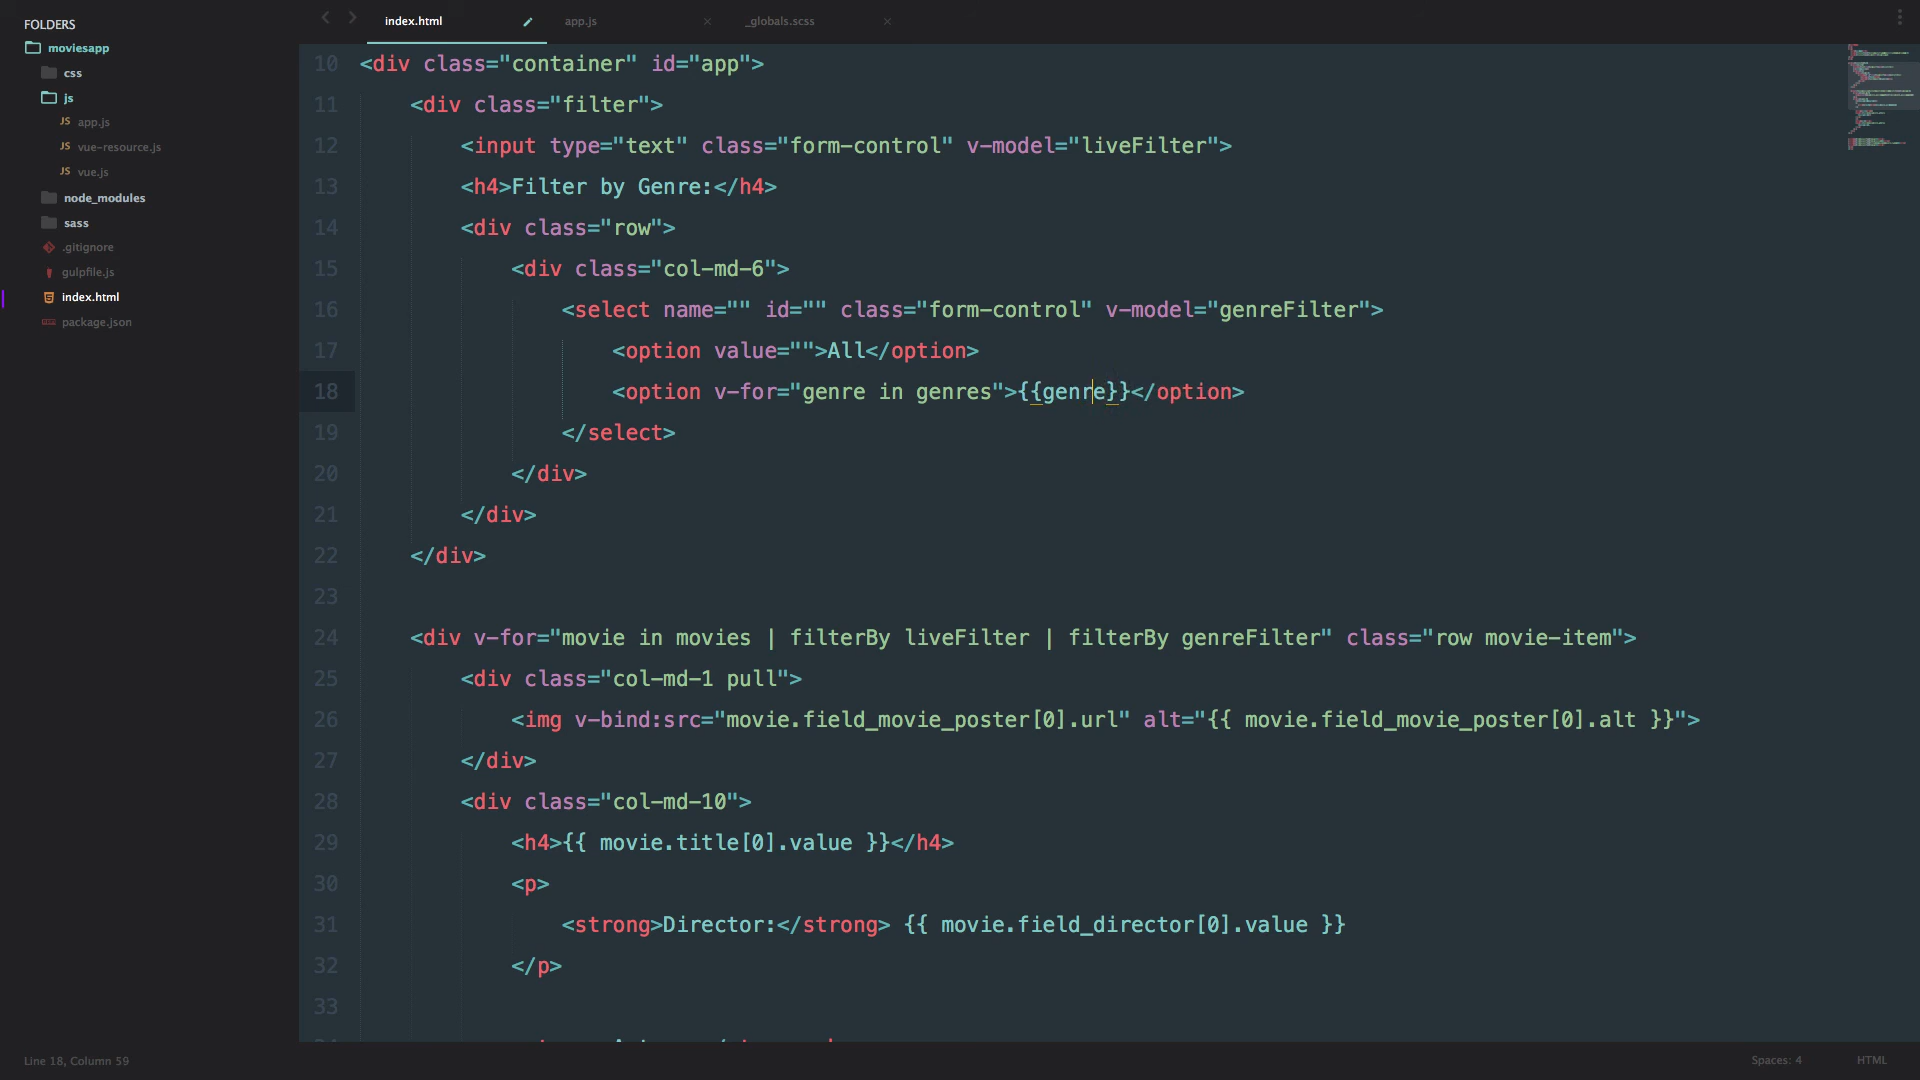 FOLDERS
moviesapp
css
js
JS app.js
JS vue-resource.js
JS vue.js
node_modules
sass
.gitignore
gulpfile.js
index.html
package.json
index.html app.js _globals.scss
10 <div class="container" id="app">
11 <div class="filter">
12 <input type="text" class="form-control" v-model="liveFilter">
13 <h4>Filter by Genre:</h4>
14 <div class="row">
15 <div class="col-md-6">
16 <select name="" id="" class="form-control" v-model="genreFilter">
17 <option value="">All</option>
18 <option v-for="genre in genres">{{genre}}</option>
19 </select>
20 </div>
21 </div>
22 </div>
23
24 <div v-for="movie in movies | filterBy liveFilter | filterBy genreFilter" class="row movie-item">
25 <div class="col-md-1 pull">
26 <img v-bind:src="movie.field_movie_poster[0].url" alt="{{ movie.field_movie_poster[0].alt }}">
27 </div>
28 <div class="col-md-10">
29 <h4>{{ movie.title[0].value }}</h4>
30 <p>
31 <strong>Director:</strong> {{ movie.field_director[0].value }}
32 </p>
33
Line 18, Column 59
Spaces: 4
HTML